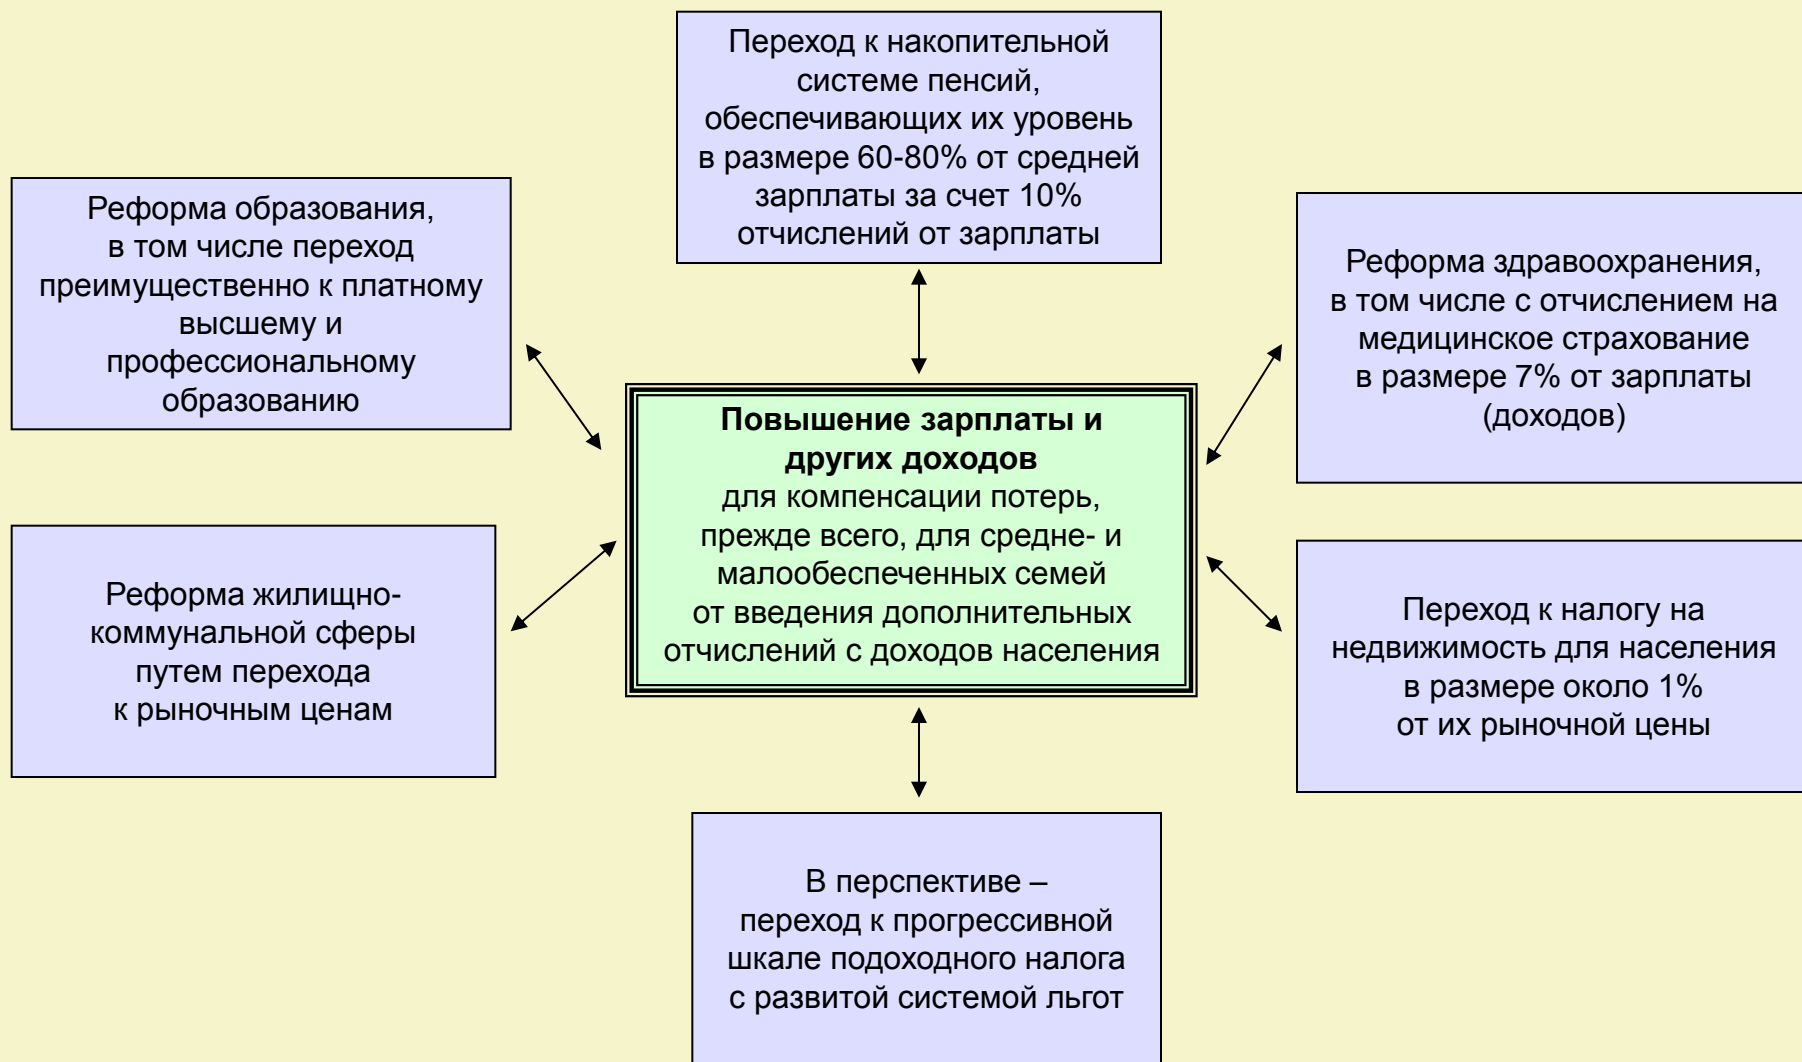 Переход к накопительной
системе пенсий,
обеспечивающих их уровень
в размере 60-80% от средней
зарплаты за счет 10%
отчислений от зарплаты
Реформа образования,
в том числе переход
преимущественно к платному
высшему и
профессиональному
образованию
Реформа здравоохранения,
в том числе с отчислением на
медицинское страхование
в размере 7% от зарплаты
(доходов)
Повышение зарплаты и
других доходов
для компенсации потерь,
прежде всего, для средне- и
малообеспеченных семей
от введения дополнительных
отчислений с доходов населения
Реформа жилищно-
коммунальной сферы
путем перехода
к рыночным ценам
Переход к налогу на
недвижимость для населения
в размере около 1%
от их рыночной цены
В перспективе –
переход к прогрессивной
шкале подоходного налога
с развитой системой льгот